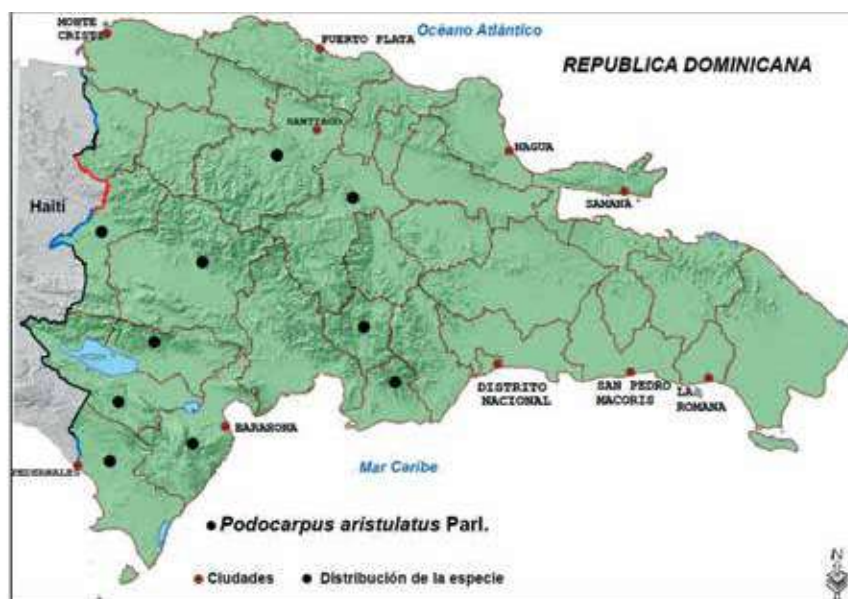 MONTE
CRISTI
PUERTO PLATA
Océano Atlántico
REPUBLICA DOMINICANA
SANTIAGO
NAGUA
SAMANA
Haití
DISTRITO
NACIONAL
SAN PEDRO
MACORIS
LA
ROMANA
BARAHONA
PEDERNALES
Mar Caribe
Podocarpus aristulatus Parl.
Ciudades
Distribución de la especie
N